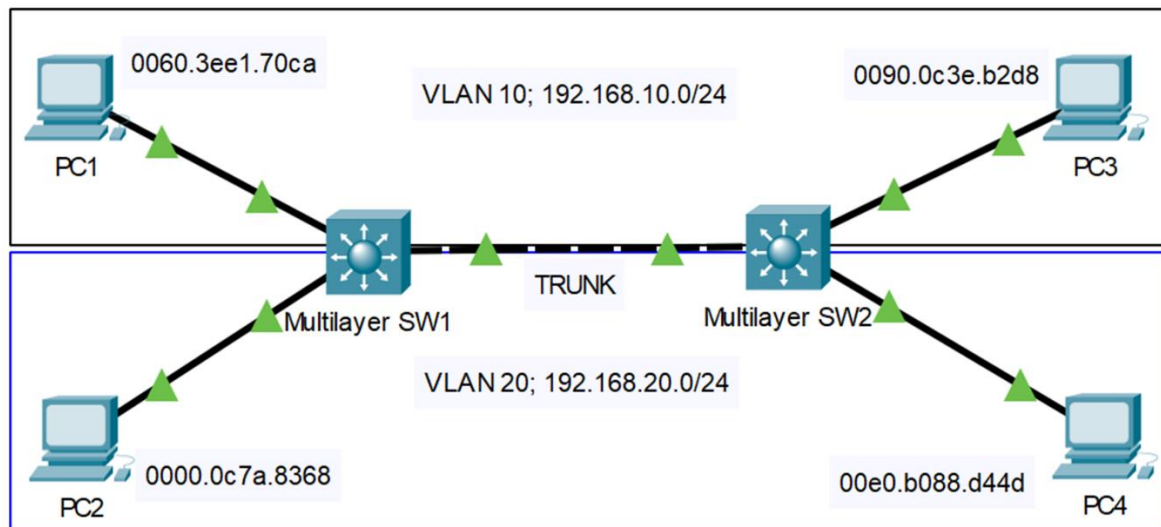 0060.3ee1.70ca
PC1
VLAN 10; 192.168.10.0/24
0090.0c3e.b2d8
PC3
Multilayer SW1
TRUNK
Multilayer SW2
VLAN 20; 192.168.20.0/24
PC2
0000.0c7a.8368
00e0.b088.d44d
PC4